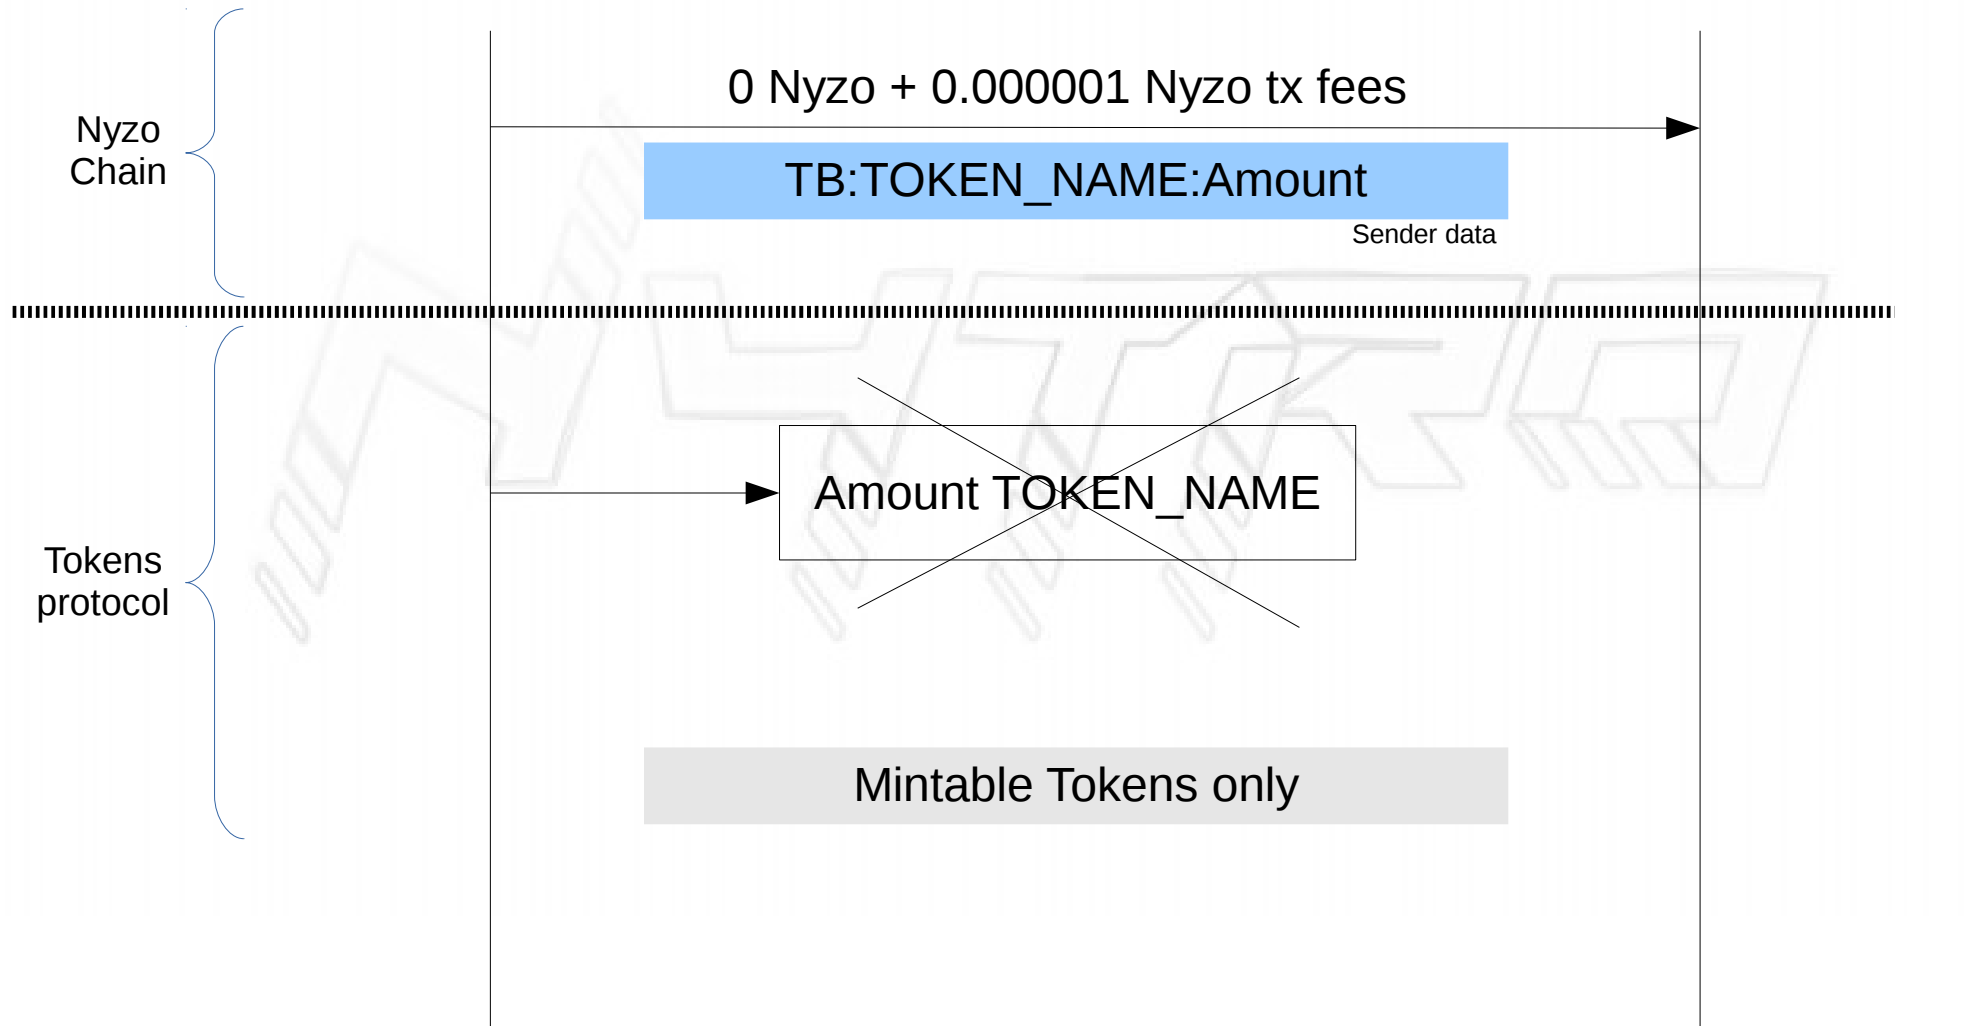 0 Nyzo + 0.000001 Nyzo tx fees
Nyzo
Chain
TB:TOKEN_NAME:Amount
Sender data
NYTRO
Amount TOKEN_NAME
Tokens
protocol
Mintable Tokens only